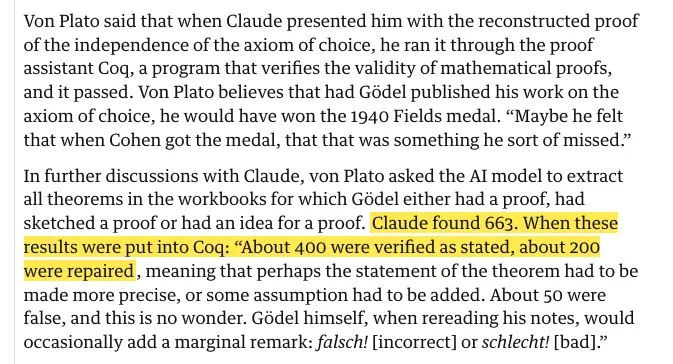 Von Plato said that when Claude presented him with the reconstructed proof
of the independence of the axiom of choice, he ran it through the proof
assistant Coq, a program that verifies the validity of mathematical proofs,
and it passed. Von Plato believes that had Gödel published his work on the
axiom of choice, he would have won the 1940 Fields medal. “Maybe he felt
that when Cohen got the medal, that that was something he sort of missed.”
In further discussions with Claude, von Plato asked the AI model to extract
all theorems in the workbooks for which Gödel either had a proof, had
sketched a proof or had an idea for a proof. Claude found 663. When these
results were put into Coq: “About 400 were verified as stated, about 200
were repaired, meaning that perhaps the statement of the theorem had to be
made more precise, or some assumption had to be added. About 50 were
false, and this is no wonder. Gödel himself, when rereading his notes, would
occasionally add a marginal remark: falsch! [incorrect] or schlecht! [bad].”